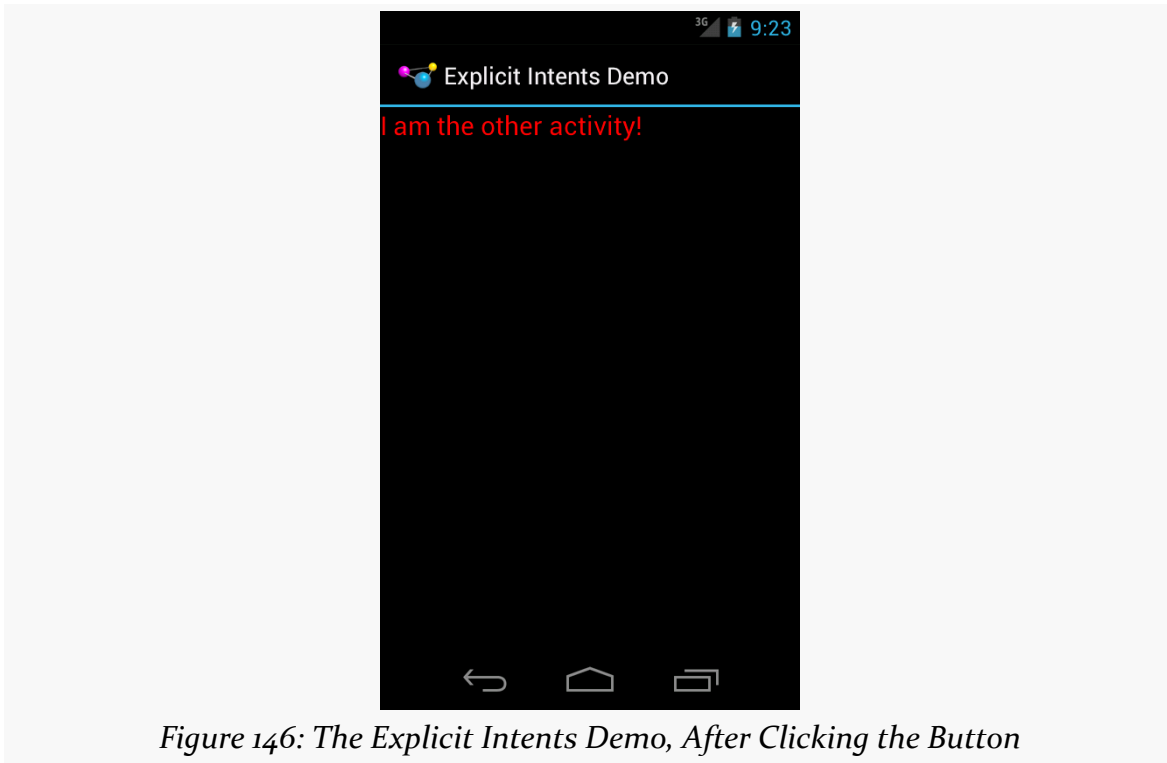 3G 9:23
Explicit Intents Demo
I am the other activity!
Figure 146: The Explicit Intents Demo, After Clicking the Button